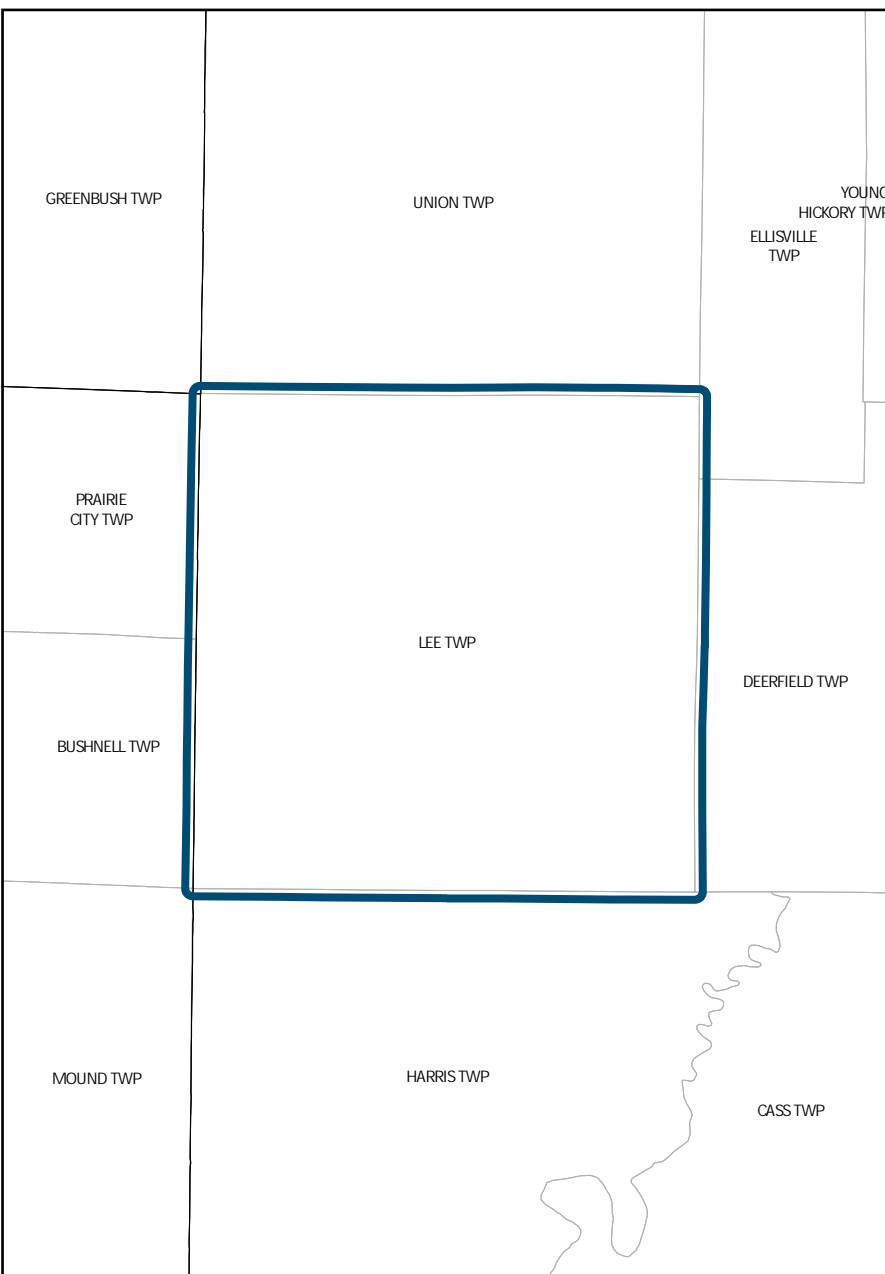 GREENBUSH TWP
UNION TWP
YOUNG
HICKORY TWP
ELLISVILLE
TWP
PRAIRIE
CITY TWP
LEE TWP
DEERFIELD TWP
BUSHNELL TWP
MOUND TWP
HARRIS TWP
CASS TWP